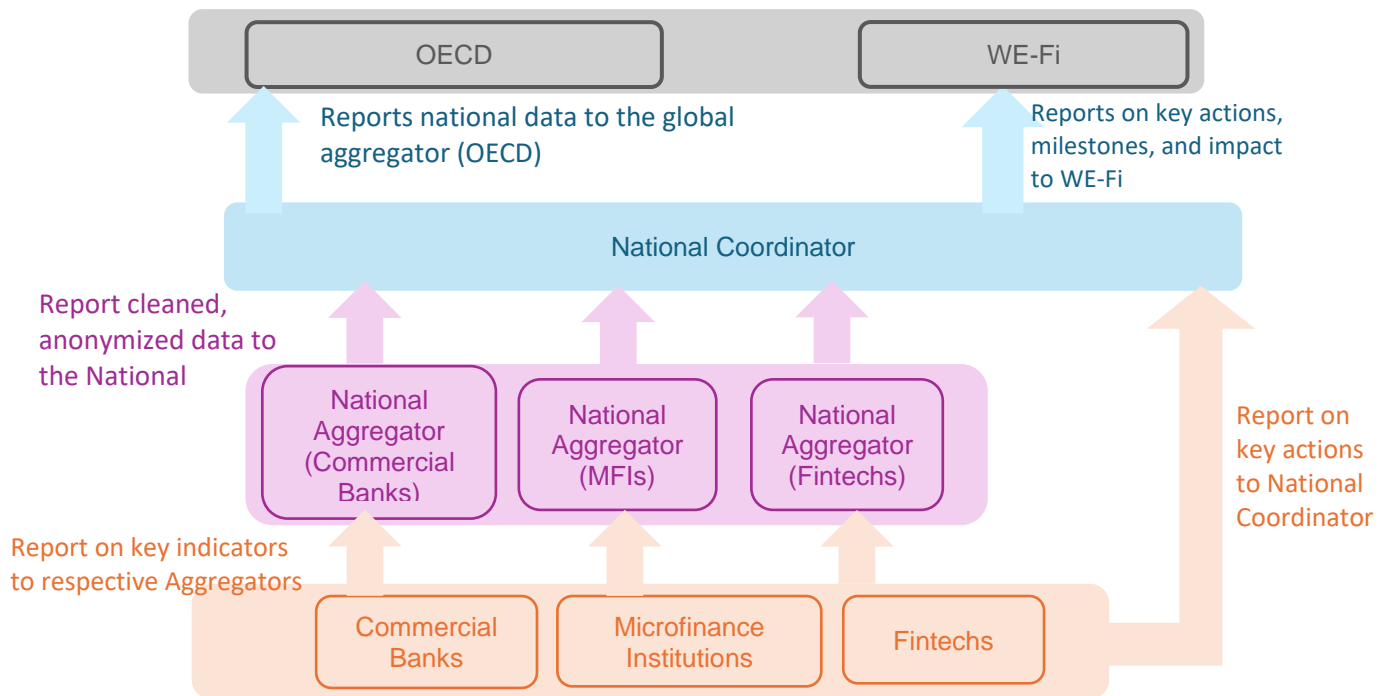 OECD
WE-Fi
Reports national data to the global
aggregator (OECD)
Reports on key actions,
milestones, and impact
to WE-Fi
National Coordinator
Report cleaned,
anonymized data to
the National
National
Aggregator
(Commercial
Banks)
National
Aggregator
(MFIs)
National
Aggregator
(Fintechs)
Report on
key actions
to National
Coordinator
Report on key indicators
to respective Aggregators
Commercial
Banks
Microfinance
Institutions
Fintechs